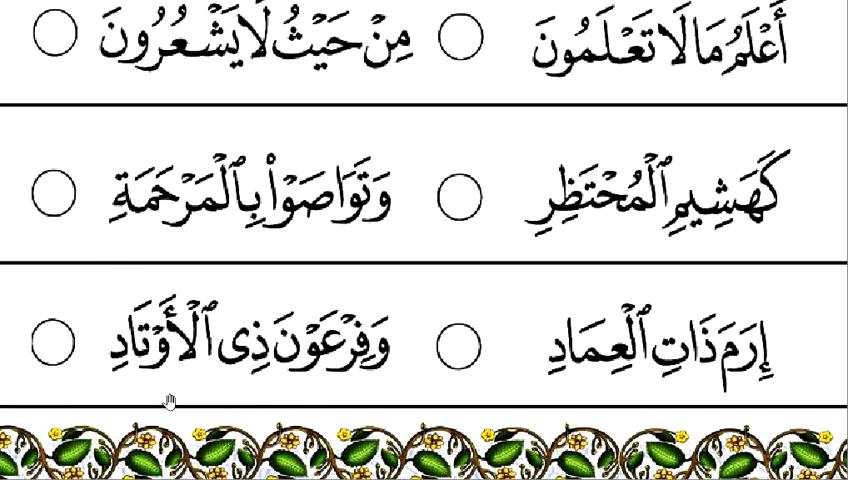 أَعْلَمُ مَا لَا تَعْلَمُونَ مِنْ حَيْثُ لَا يَشْعُرُونَ
كَهَشِيمِ ٱلْمُحْتَظِرِ وَتَوَاصَوْا۟ بِٱلْمَرْحَمَةِ
إِرَمَ ذَاتِ ٱلْعِمَادِ وَفِرْعَوْنَ ذِى ٱلْأَوْتَادِ